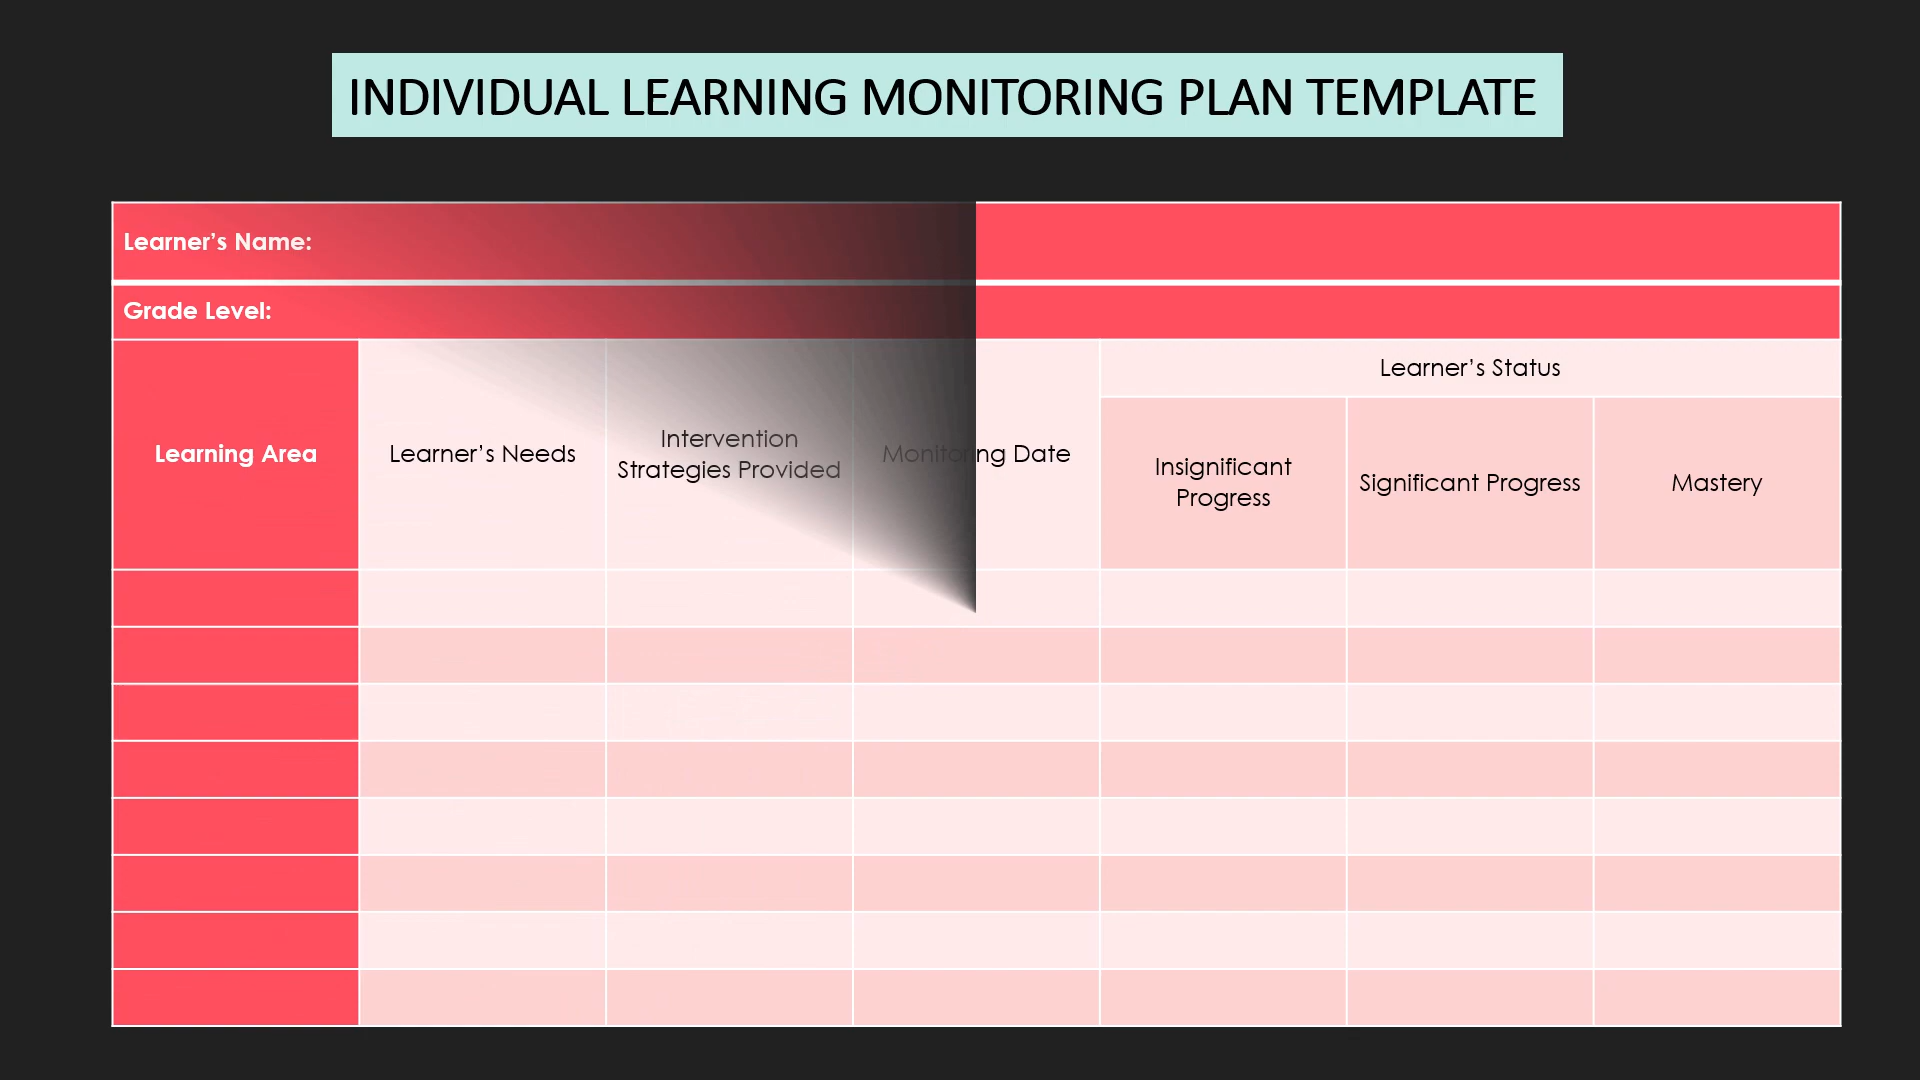 INDIVIDUAL LEARNING MONITORING PLAN TEMPLATE
Learner’s Name:
Grade Level:
Learning Area
Learner’s Needs
Intervention
Strategies Provided
Monitoring Date
Learner’s Status
Insignificant
Progress
Significant Progress
Mastery